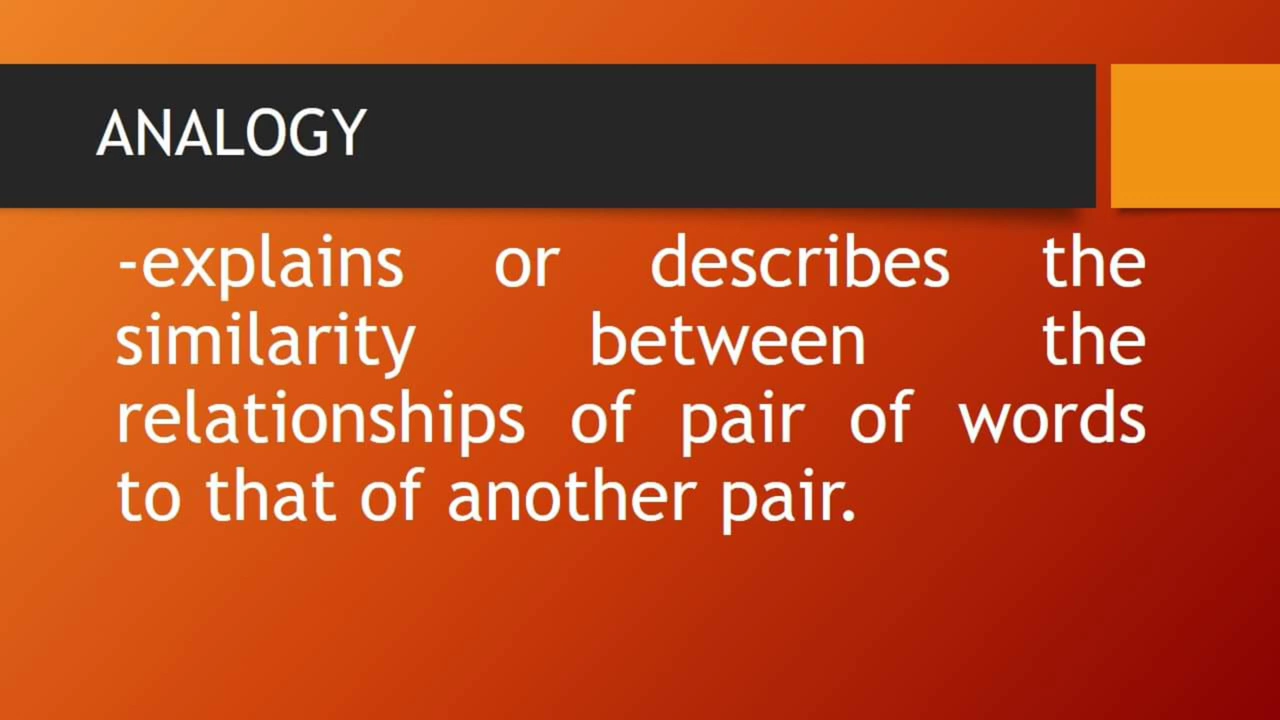 ANALOGY
-explains or describes the
similarity between the
relationships of pair of words
to that of another pair.